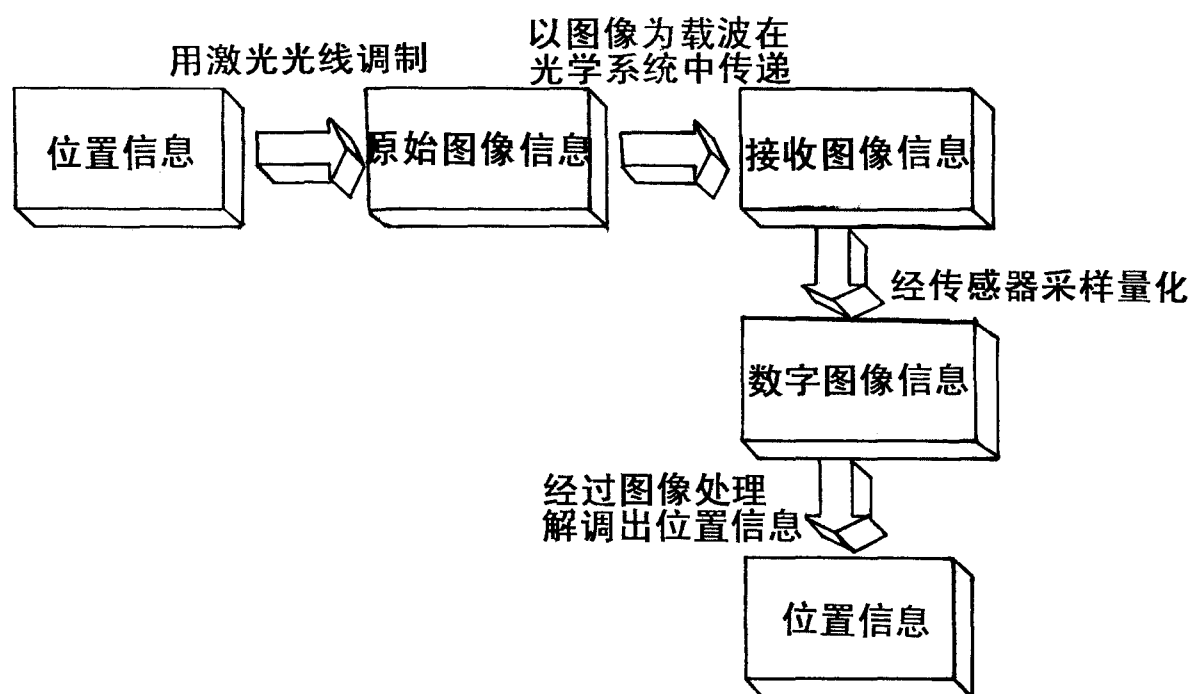 用激光光线调制
以图像为载波在
光学系统中传递
位置信息
原始图像信息
接收图像信息
经传感器采样量化
数字图像信息
经过图像处理
解调出位置信息
位置信息